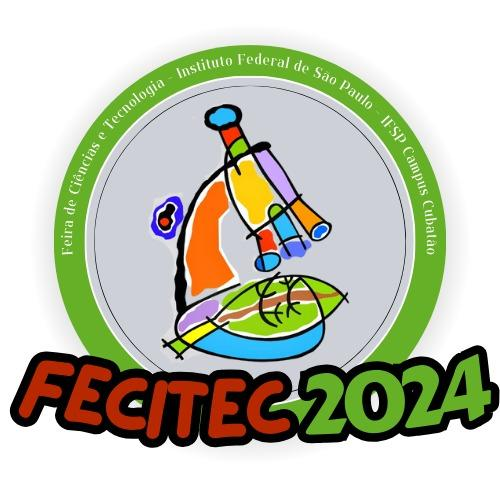 Feira de Ciências e Tecnologia - Instituto Federal de São Paulo - IFSP Campus Cubatão
FECITEC 2024